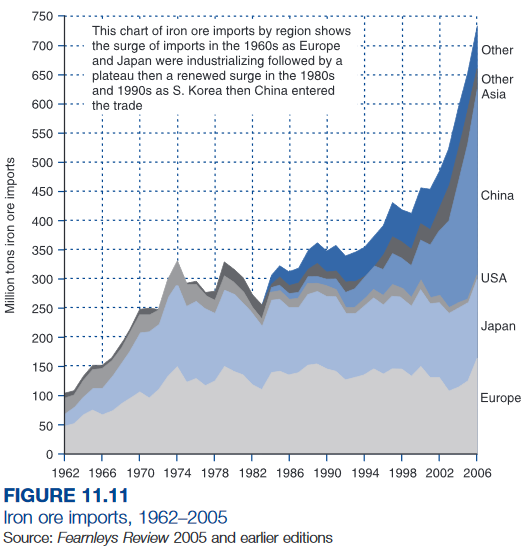 750
700
650
600
550
500
450
400
350
300
250
200
150
100
50
0
Million tons iron ore imports
This chart of iron ore imports by region shows
the surge of imports in the 1960s as Europe
and Japan were industrializing followed by a
plateau then a renewed surge in the 1980s
and 1990s as S. Korea then China entered
the trade
Other
Other
Asia
China
USA
Japan
Europe
1962 1966 1970 1974 1978 1982 1986 1990 1994 1998 2002 2006
FIGURE 11.11
Iron ore imports, 1962–2005
Source: Fearnleys Review 2005 and earlier editions